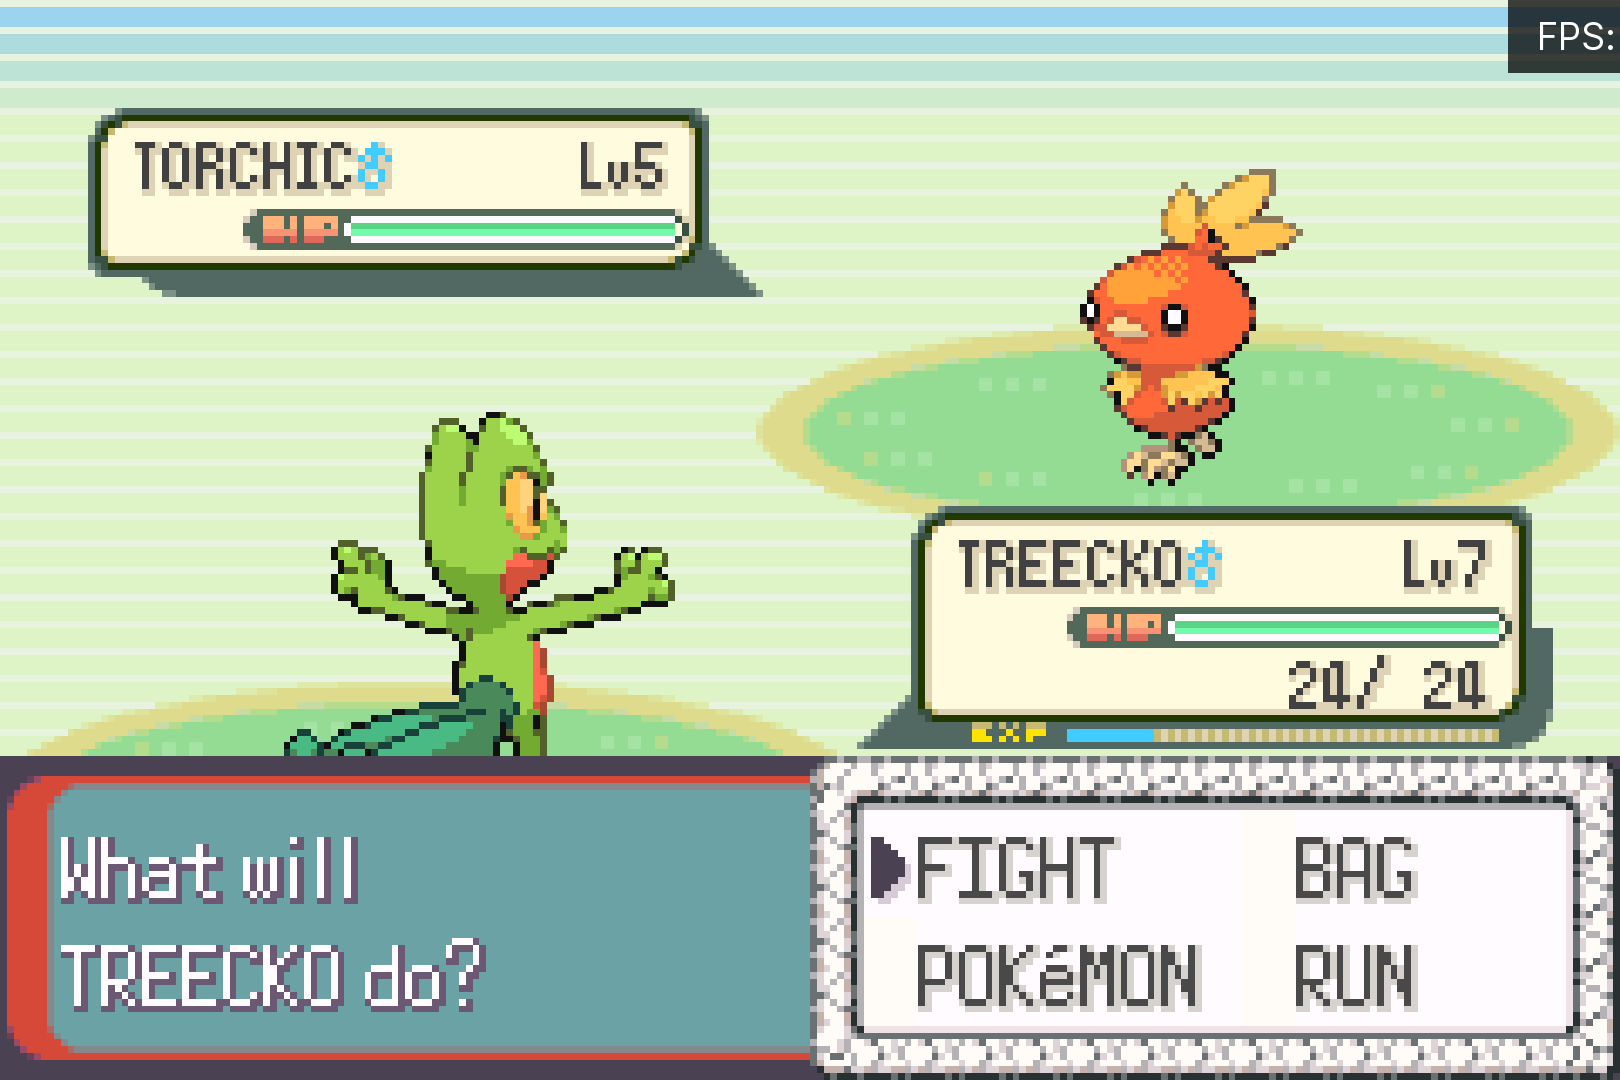 FPS:
TORCHIC♂ Lv5
HP
TREECKO♂ Lv7
HP
24/ 24
EXP
What will
TREECKO do?
FIGHT BAG
POKéMON RUN